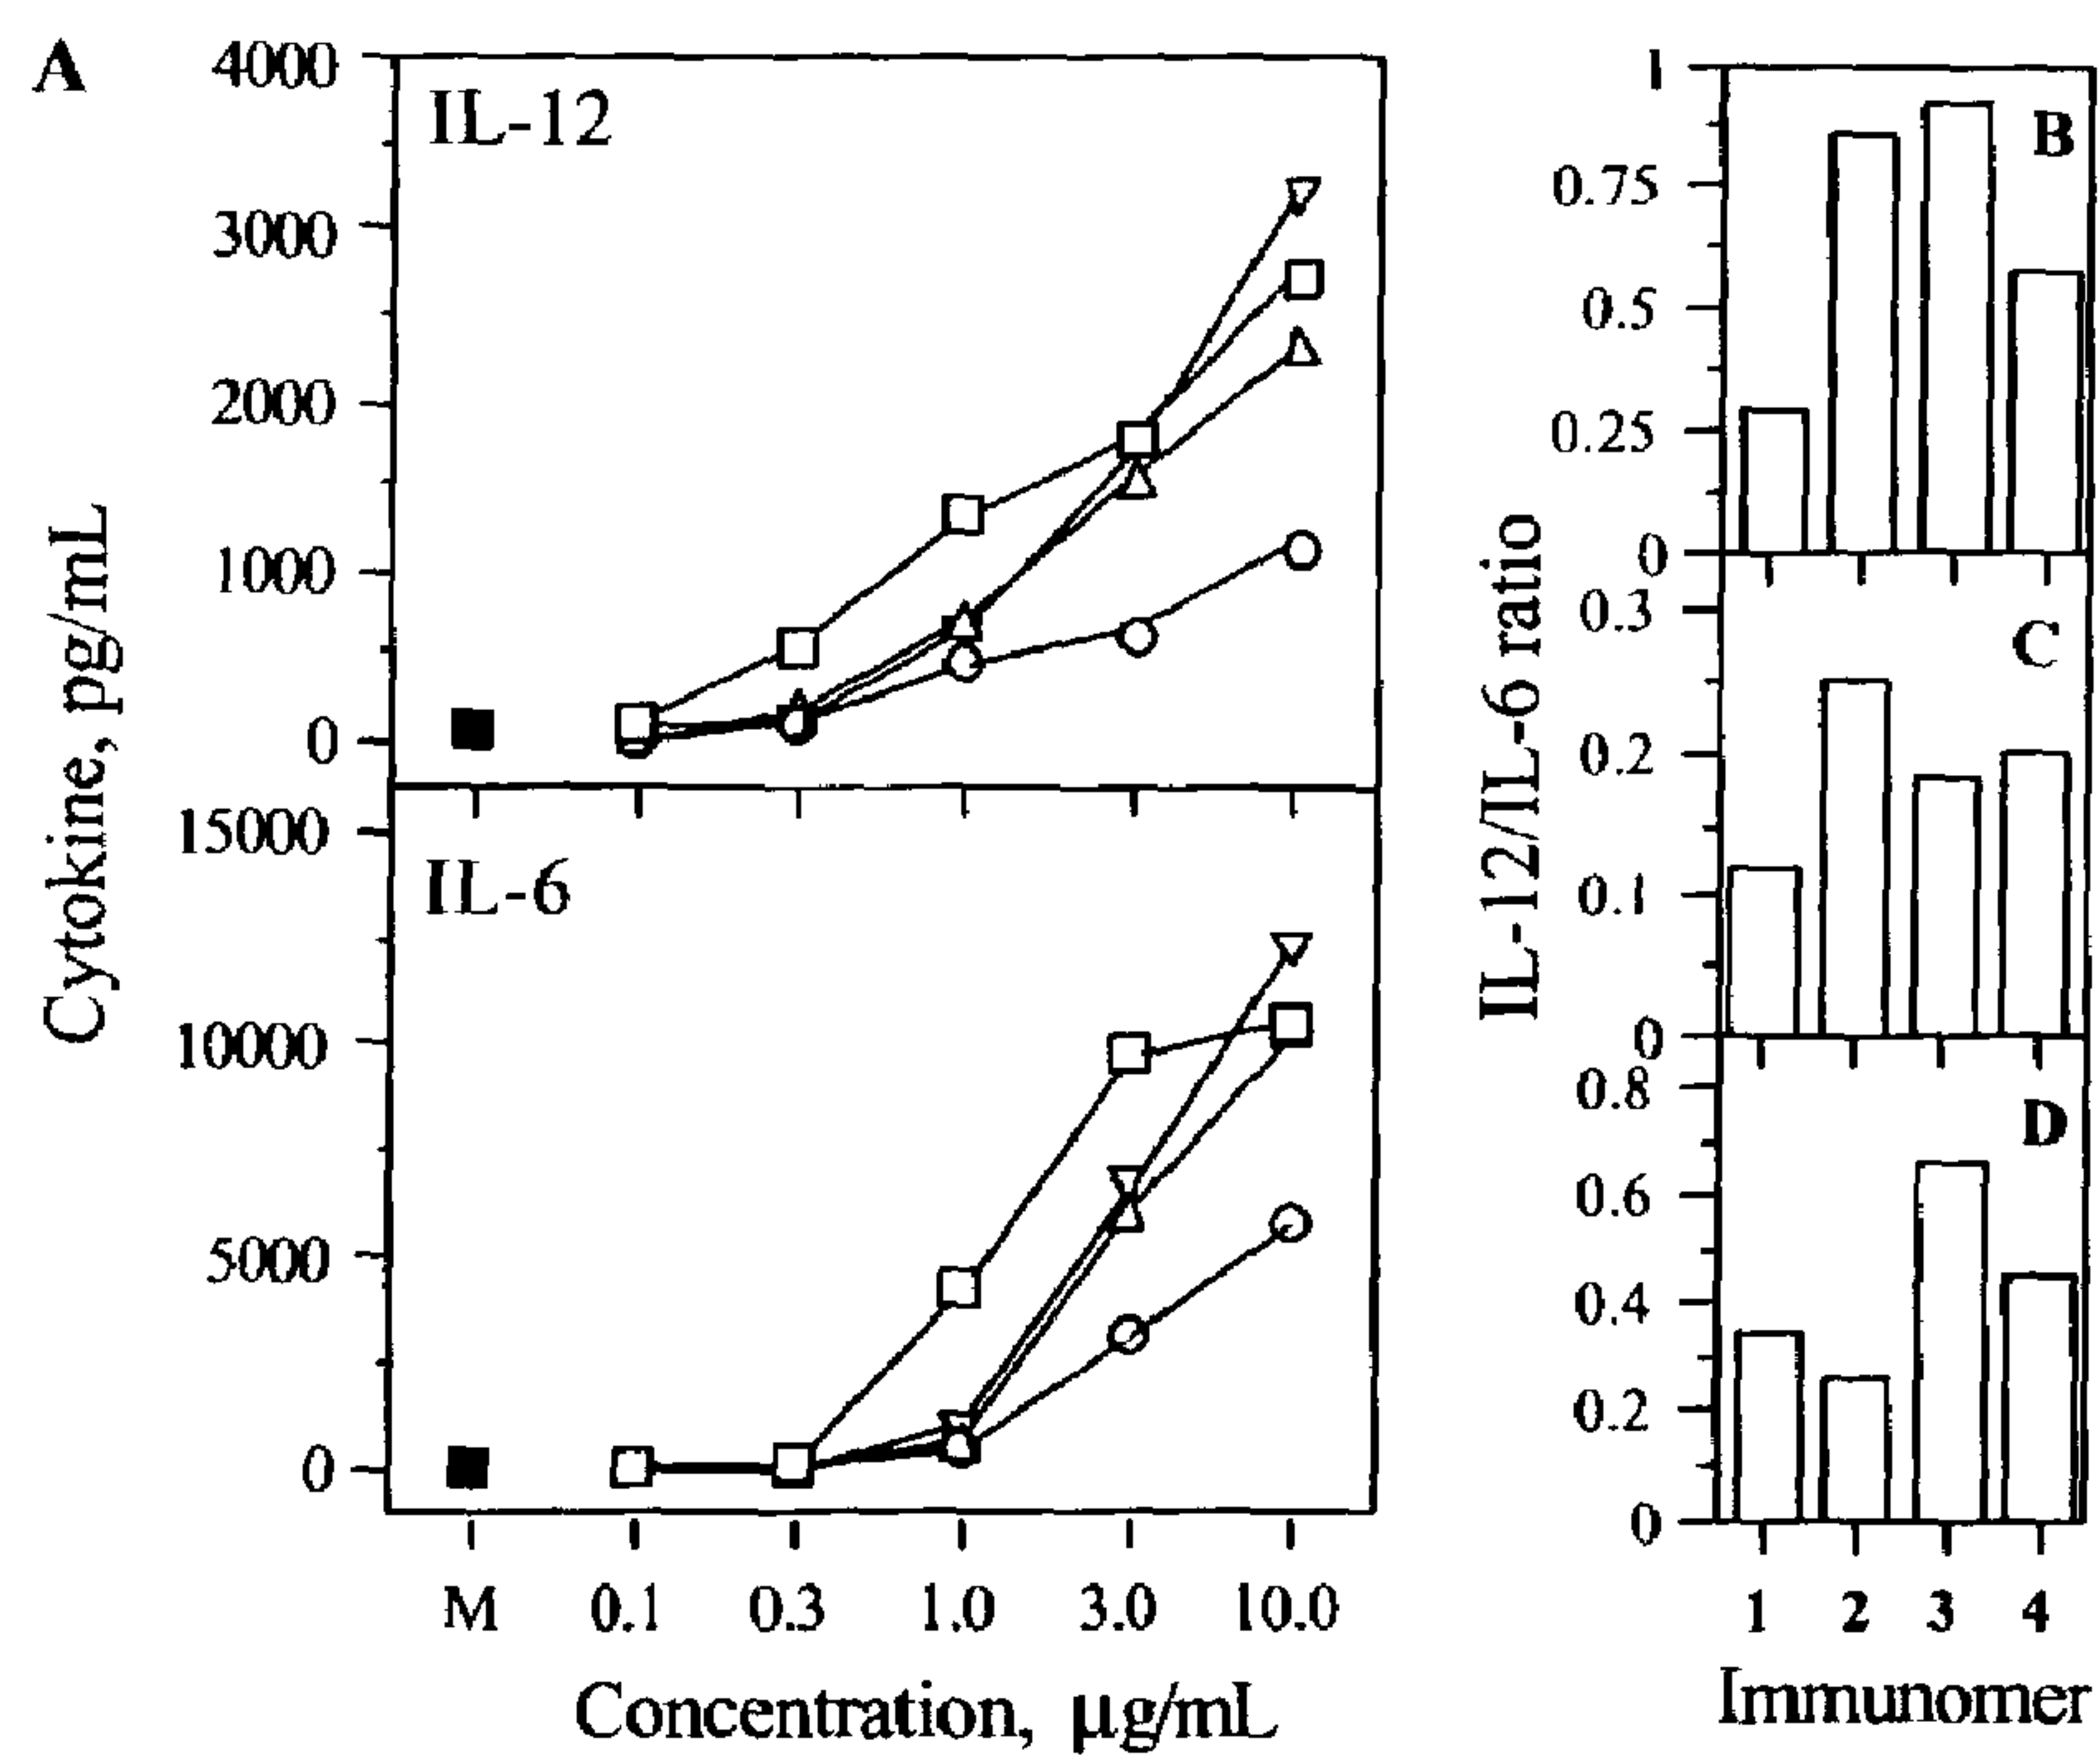 A
4000
3000
2000
1000
0
IL-12
15000
10000
5000
0
IL-6
Cytokine, pg/mL
M 0.1 0.3 1.0 3.0 10.0
Concentration, µg/mL
1
0.75
0.5
0.25
0
B
0.3
0.2
0.1
0
C
0.8
0.6
0.4
0.2
0
D
IL-12/IL-6 ratio
1 2 3 4
Immunomer